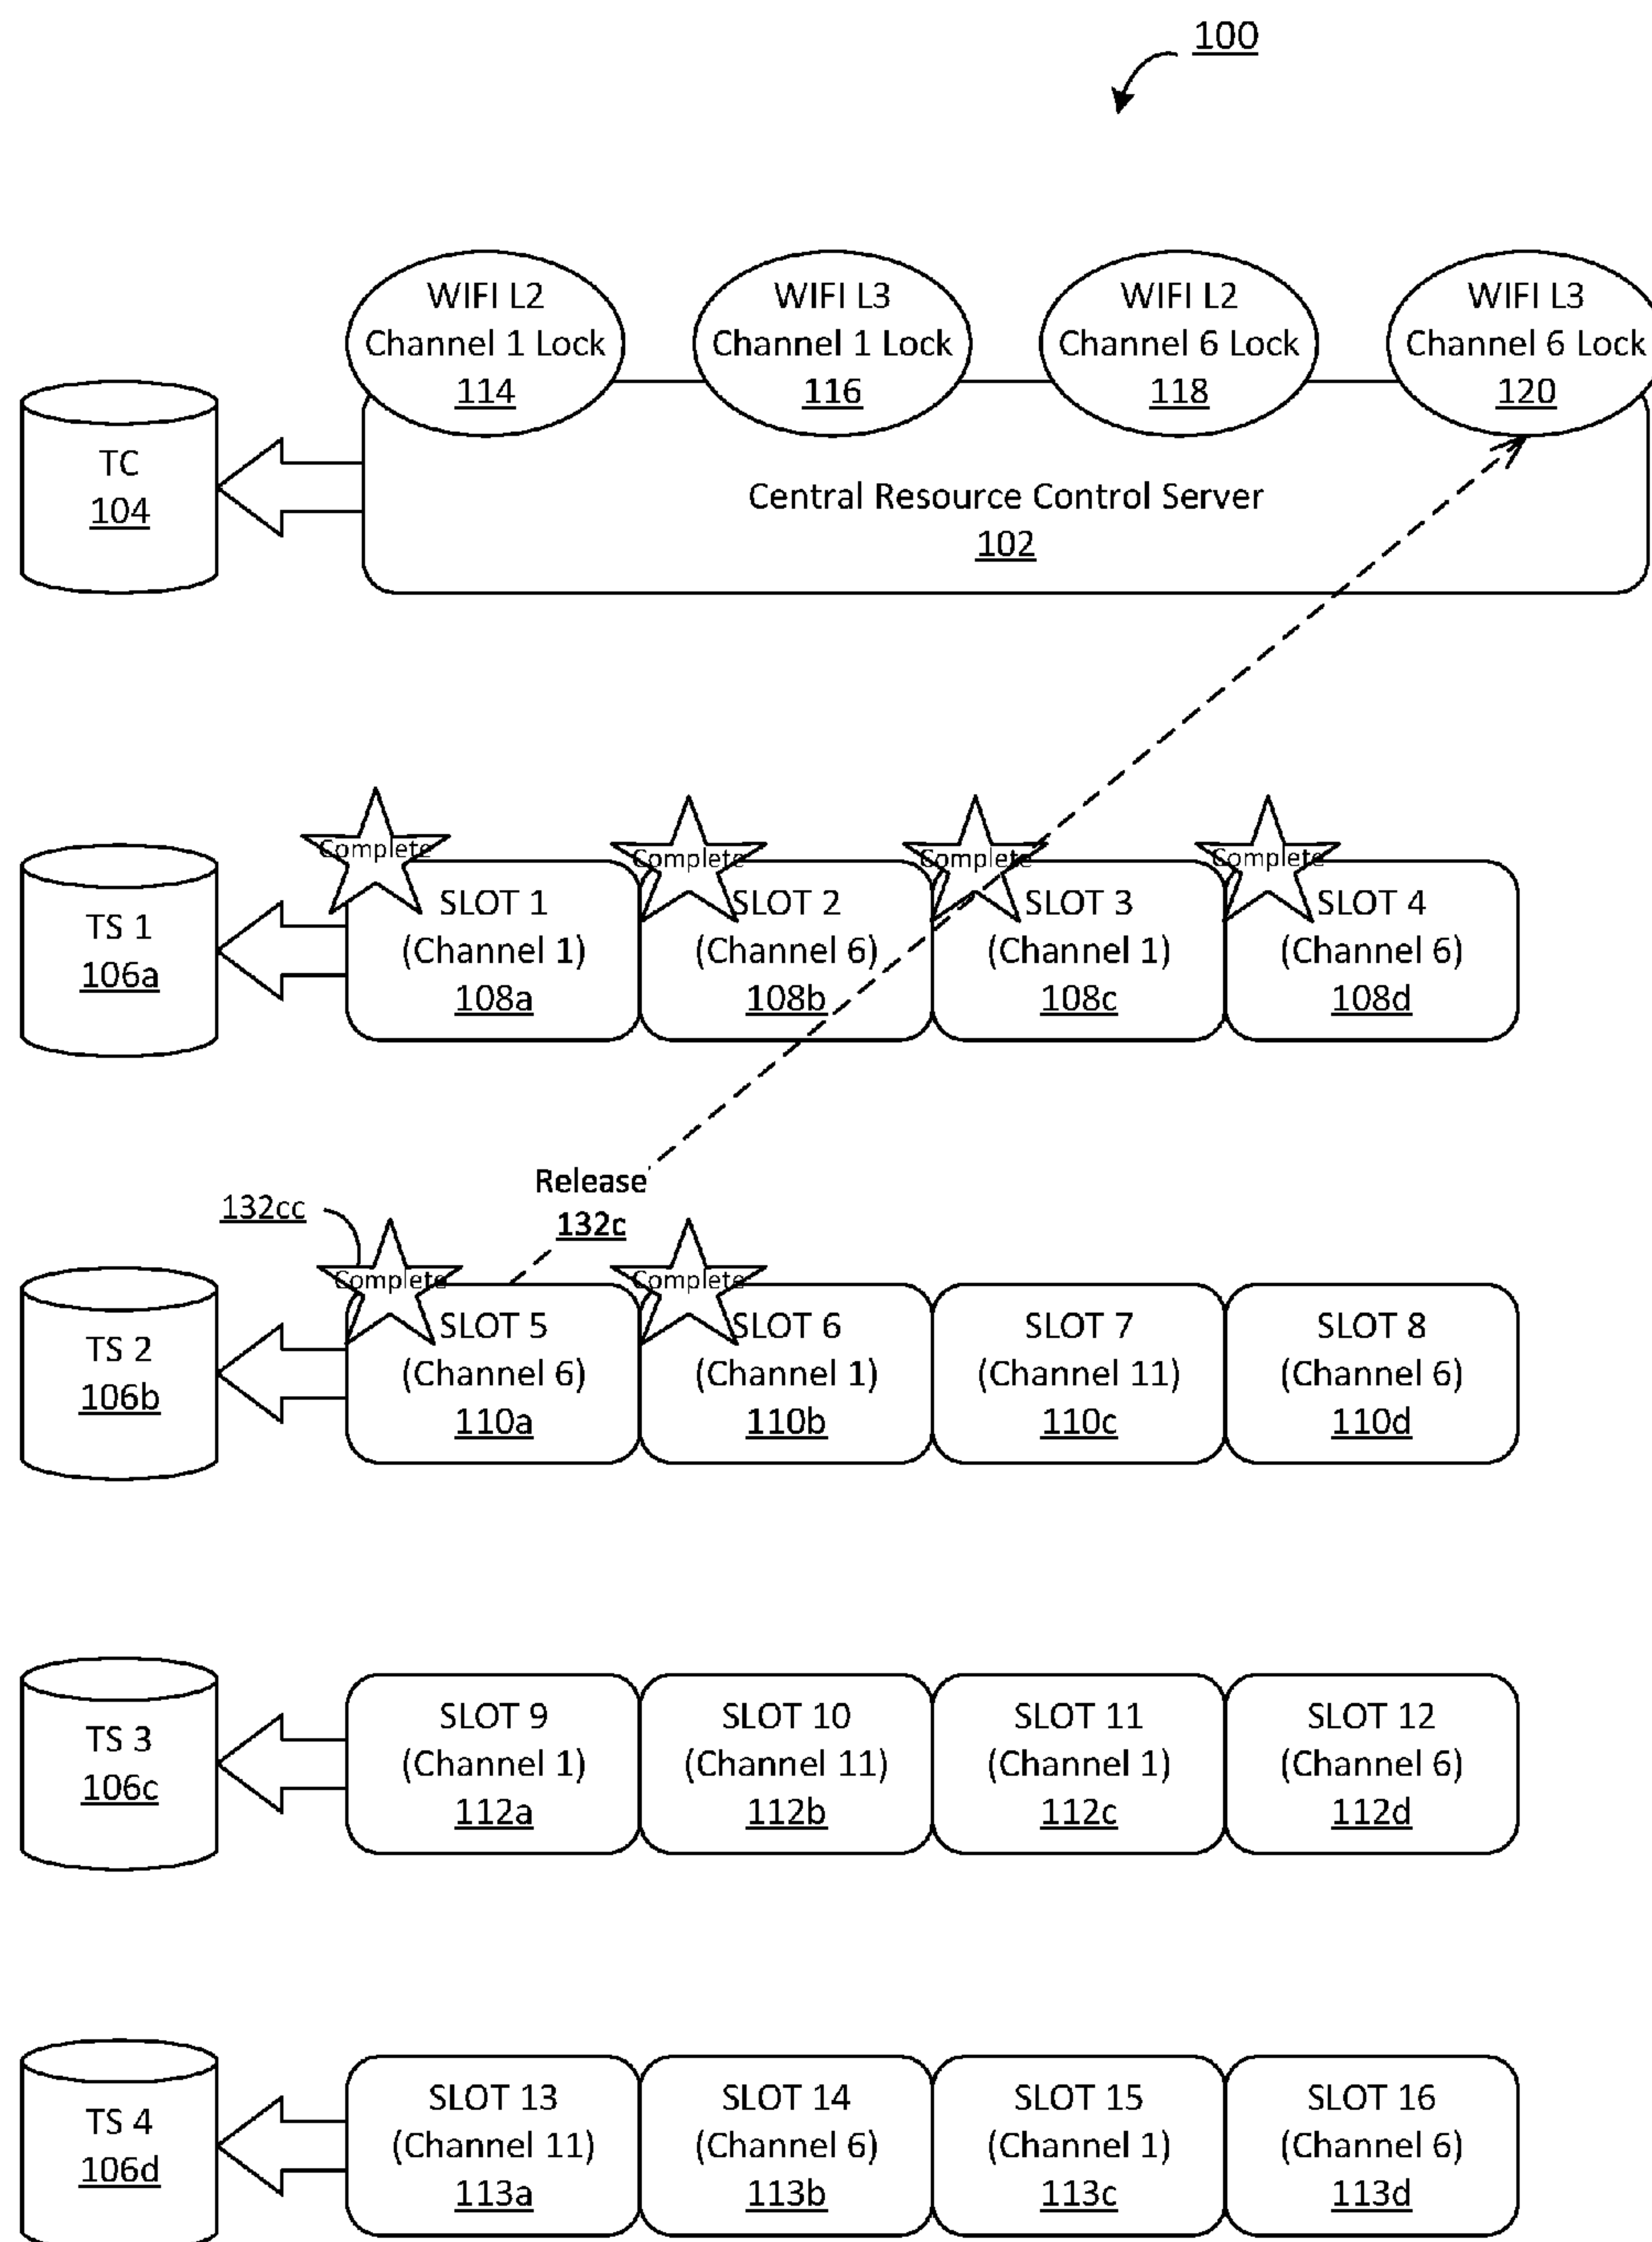 100
WIFI L2
Channel 1 Lock
114
WIFI L3
Channel 1 Lock
116
WIFI L2
Channel 6 Lock
118
WIFI L3
Channel 6 Lock
120
TC
104
Central Resource Control Server
102
Complete
Complete
Complete
Complete
TS 1
106a
SLOT 1
(Channel 1)
108a
SLOT 2
(Channel 6)
108b
SLOT 3
(Channel 1)
108c
SLOT 4
(Channel 6)
108d
Release
132c
132cc
Complete
Complete
TS 2
106b
SLOT 5
(Channel 6)
110a
SLOT 6
(Channel 1)
110b
SLOT 7
(Channel 11)
110c
SLOT 8
(Channel 6)
110d
TS 3
106c
SLOT 9
(Channel 1)
112a
SLOT 10
(Channel 11)
112b
SLOT 11
(Channel 1)
112c
SLOT 12
(Channel 6)
112d
TS 4
106d
SLOT 13
(Channel 11)
113a
SLOT 14
(Channel 6)
113b
SLOT 15
(Channel 1)
113c
SLOT 16
(Channel 6)
113d